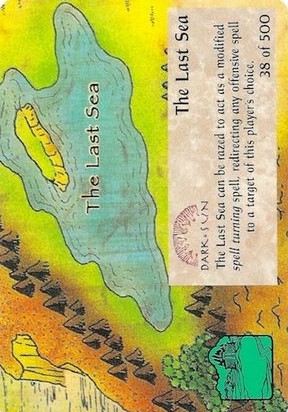 The Last Sea
The Last Sea
DARK SUN
The Last Sea can be razed to act as a modified
spell turning spell, redirecting any offensive spell
to a target of this player's choice.
38 of 500